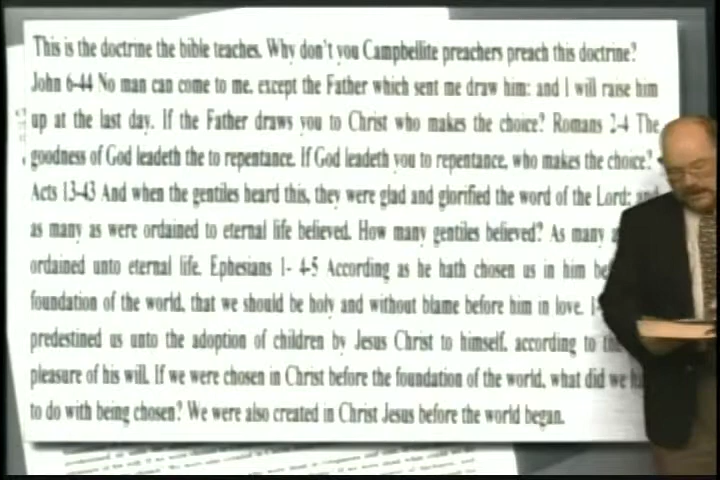 This is the doctrine the bible teaches. Why don't you Campbellite preachers preach this doctrine?
John 6-44 No man can come to me, except the Father which sent me draw him: and I will raise him
up at the last day. If the Father draws you to Christ who makes the choice? Romans 2-4 The
goodness of God leadeth the to repentance. If God leadeth you to repentance, who makes the choice?
Acts 13-43 And when the gentiles heard this, they were glad and glorified the word of the Lord: and
as many as were ordained to eternal life believed. How many gentiles believed? As many
ordained unto eternal life. Ephesians 1- 4-5 According as he hath chosen us in him be
foundation of the world, that we should be holy and without blame before him in love.
predestined us unto the adoption of children by Jesus Christ to himself, according to
pleasure of his will. If we were chosen in Christ before the foundation of the world, what did we
to do with being chosen? We were also created in Christ Jesus before the world began.